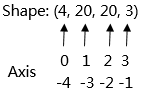 Shape: (4, 20, 20, 3)
0 1 2 3
Axis
-4 -3 -2 -1